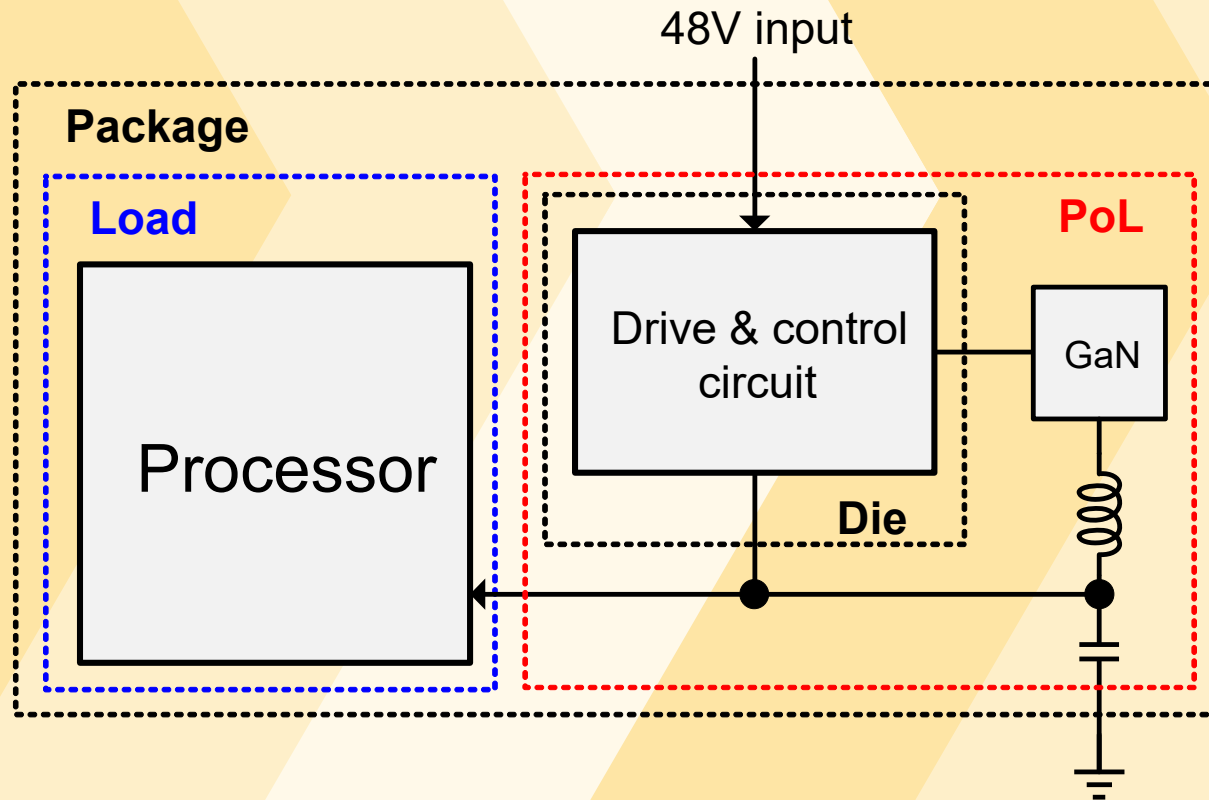 48V input
Package
Load
PoL
Drive & control
circuit
GaN
Processor
Die